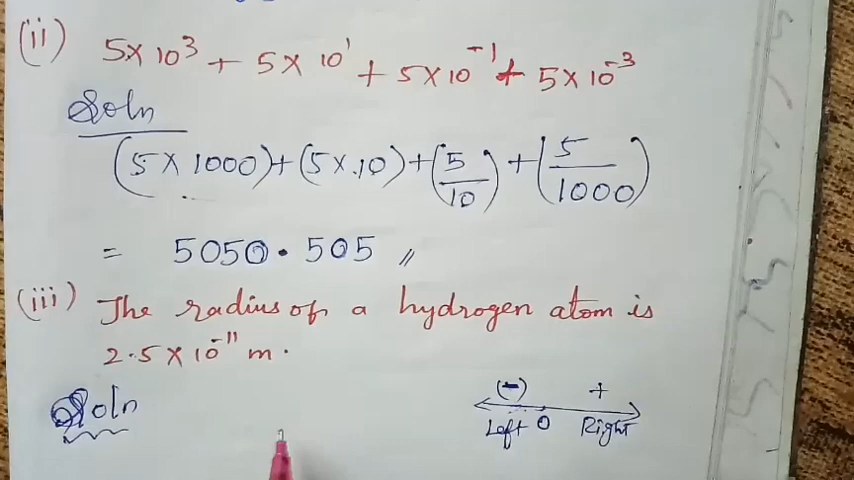 (ii) 5×10³ + 5×10¹ + 5×10⁻¹ + 5×10⁻³
Soln
(5×1000)+(5×10)+(5/10)+(5/1000)
= 5050.505 //
(iii) The radius of a hydrogen atom is
2.5×10⁻¹¹ m.
Soln
(-) +
Left 0 Right